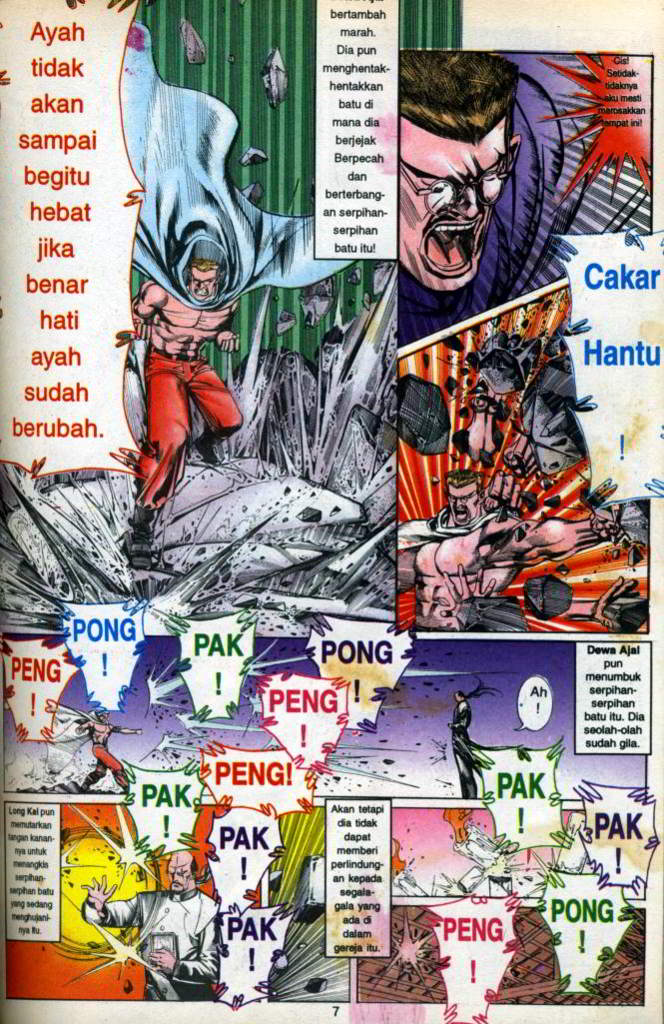 Ayah
tidak
akan
sampai
begitu
hebat
jika
benar
hati
ayah
sudah
berubah.
bertambah
marah.
Dia pun
menghentak-
hentakkan
batu di
mana dia
berjejak
Berpecah
dan
berterbang-
an serpihan-
serpihan
batu itu!
Cis!
Setidak-
tidaknya
aku mesti
marosakkan
tempat ini!
Cakar
Hantu
!
PENG
!
PONG
!
PAK
!
PENG
!
PONG
!
Ah
!
Dewa Ajal
pun
menumbuk
serpihan-
serpihan
batu itu. Dia
seolah-olah
sudah gila.
PENG!
PAK
!
PAK
!
PAK
!
Long Kai pun
memutarkan
tangan kanan-
nya untuk
menangkis
serpihan-
serpihan batu
yang sedang
menghujani-
nya itu.
PAK
!
PAK
!
Akan tetapi
dia tidak
dapat
memberi
perlindung-
an kepada
segala-
gala yang
ada di
dalam
gereja itu.
PENG
!
PONG
!
7